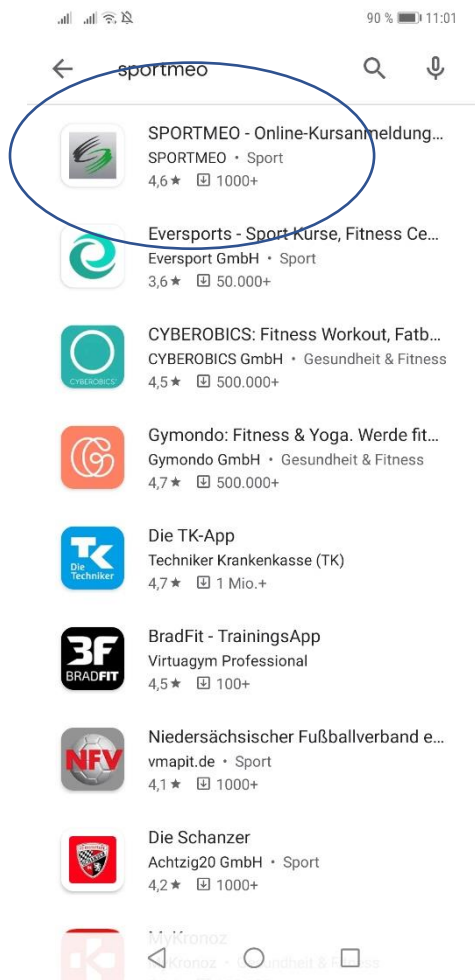 90 % 11:01
sportmeo
SPORTMEO - Online-Kursanmeldung...
SPORTMEO • Sport
4,6★ 1000+
Eversports - Sport Kurse, Fitness Ce...
Eversport GmbH • Sport
3,6★ 50.000+
CYBEROBICS
CYBEROBICS: Fitness Workout, Fatb...
CYBEROBICS GmbH • Gesundheit & Fitness
4,5★ 500.000+
Gymondo: Fitness & Yoga. Werde fit...
Gymondo GmbH • Gesundheit & Fitness
4,7★ 500.000+
TK
Die
Techniker
Die TK-App
Techniker Krankenkasse (TK)
4,7★ 1 Mio.+
3F
BRADFIT
BradFit - TrainingsApp
Virtuagym Professional
4,5★ 100+
NFV
Niedersächsischer Fußballverband e...
vmapit.de • Sport
4,1★ 1000+
Die Schanzer
Achtzig20 GmbH • Sport
4,2★ 1000+
MyKronoz
Kronoz • Gesundheit & Fitness